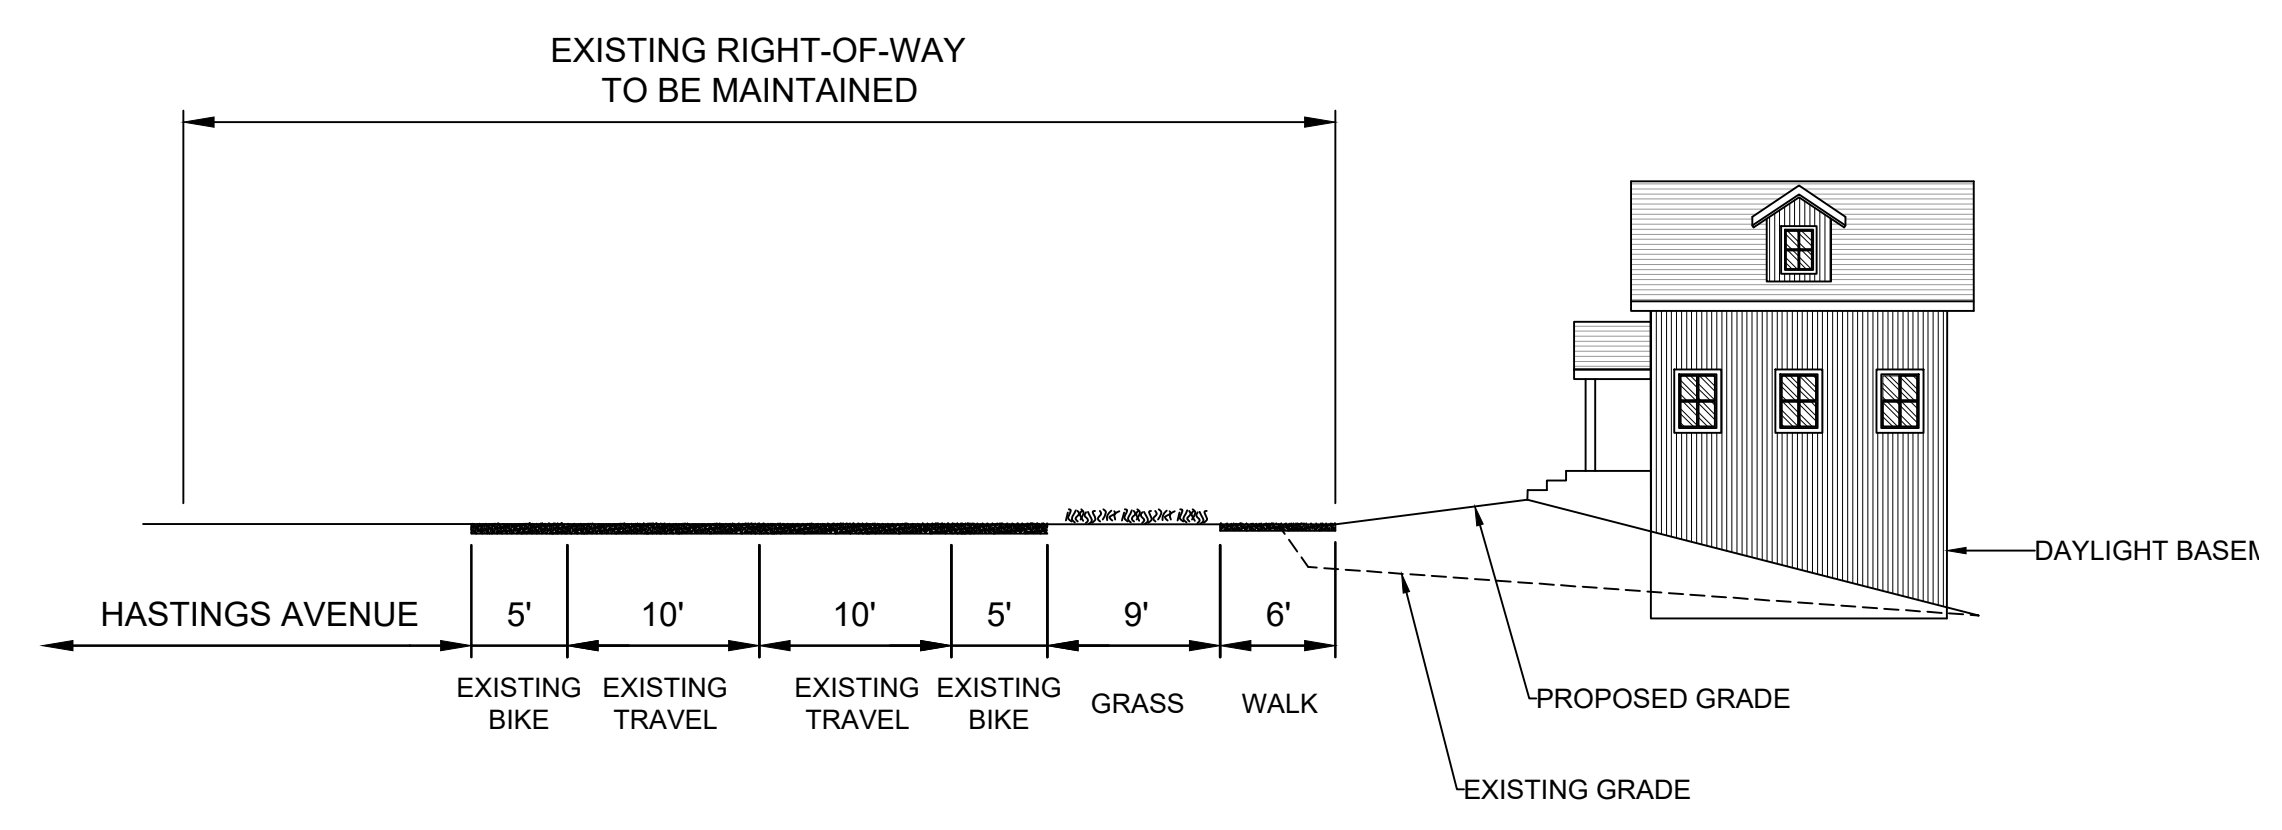 EXISTING RIGHT-OF-WAY
TO BE MAINTAINED
DAYLIGHT
HASTINGS AVENUE
5'
10'
10'
5'
9'
6'
EXISTING
BIKE
EXISTING
TRAVEL
EXISTING
TRAVEL
EXISTING
BIKE
GRASS
WALK
PROPOSED GRADE
EXISTING GRADE